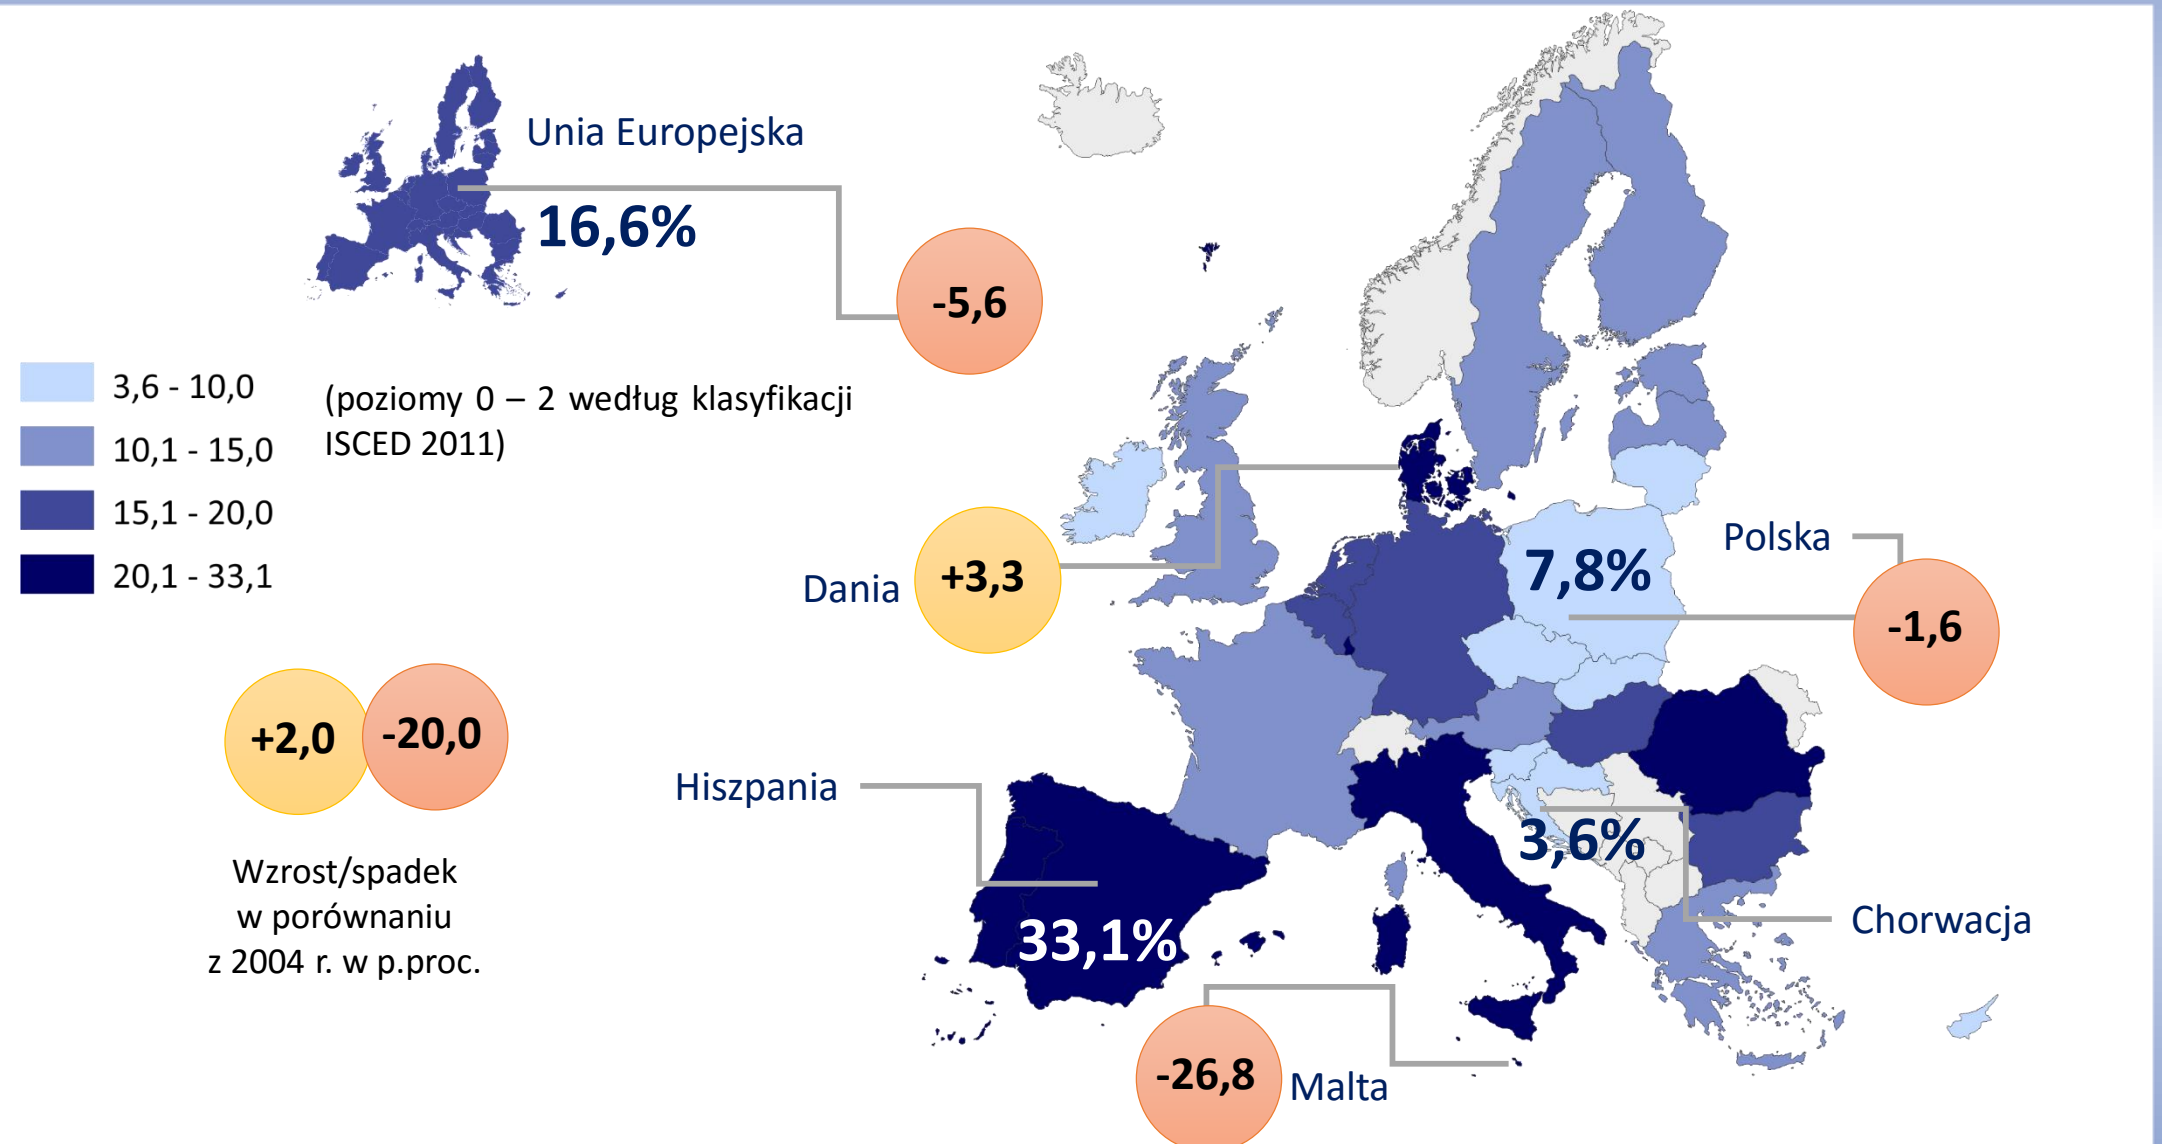 Unia Europejska
16,6%
-5,6
3,6 - 10,0
10,1 - 15,0
15,1 - 20,0
20,1 - 33,1
(poziomy 0 – 2 według klasyfikacji
ISCED 2011)
+2,0
-20,0
Wzrost/spadek
w porównaniu
z 2004 r. w p.proc.
Dania
+3,3
Polska
7,8%
-1,6
Hiszpania
33,1%
3,6%
Chorwacja
-26,8
Malta